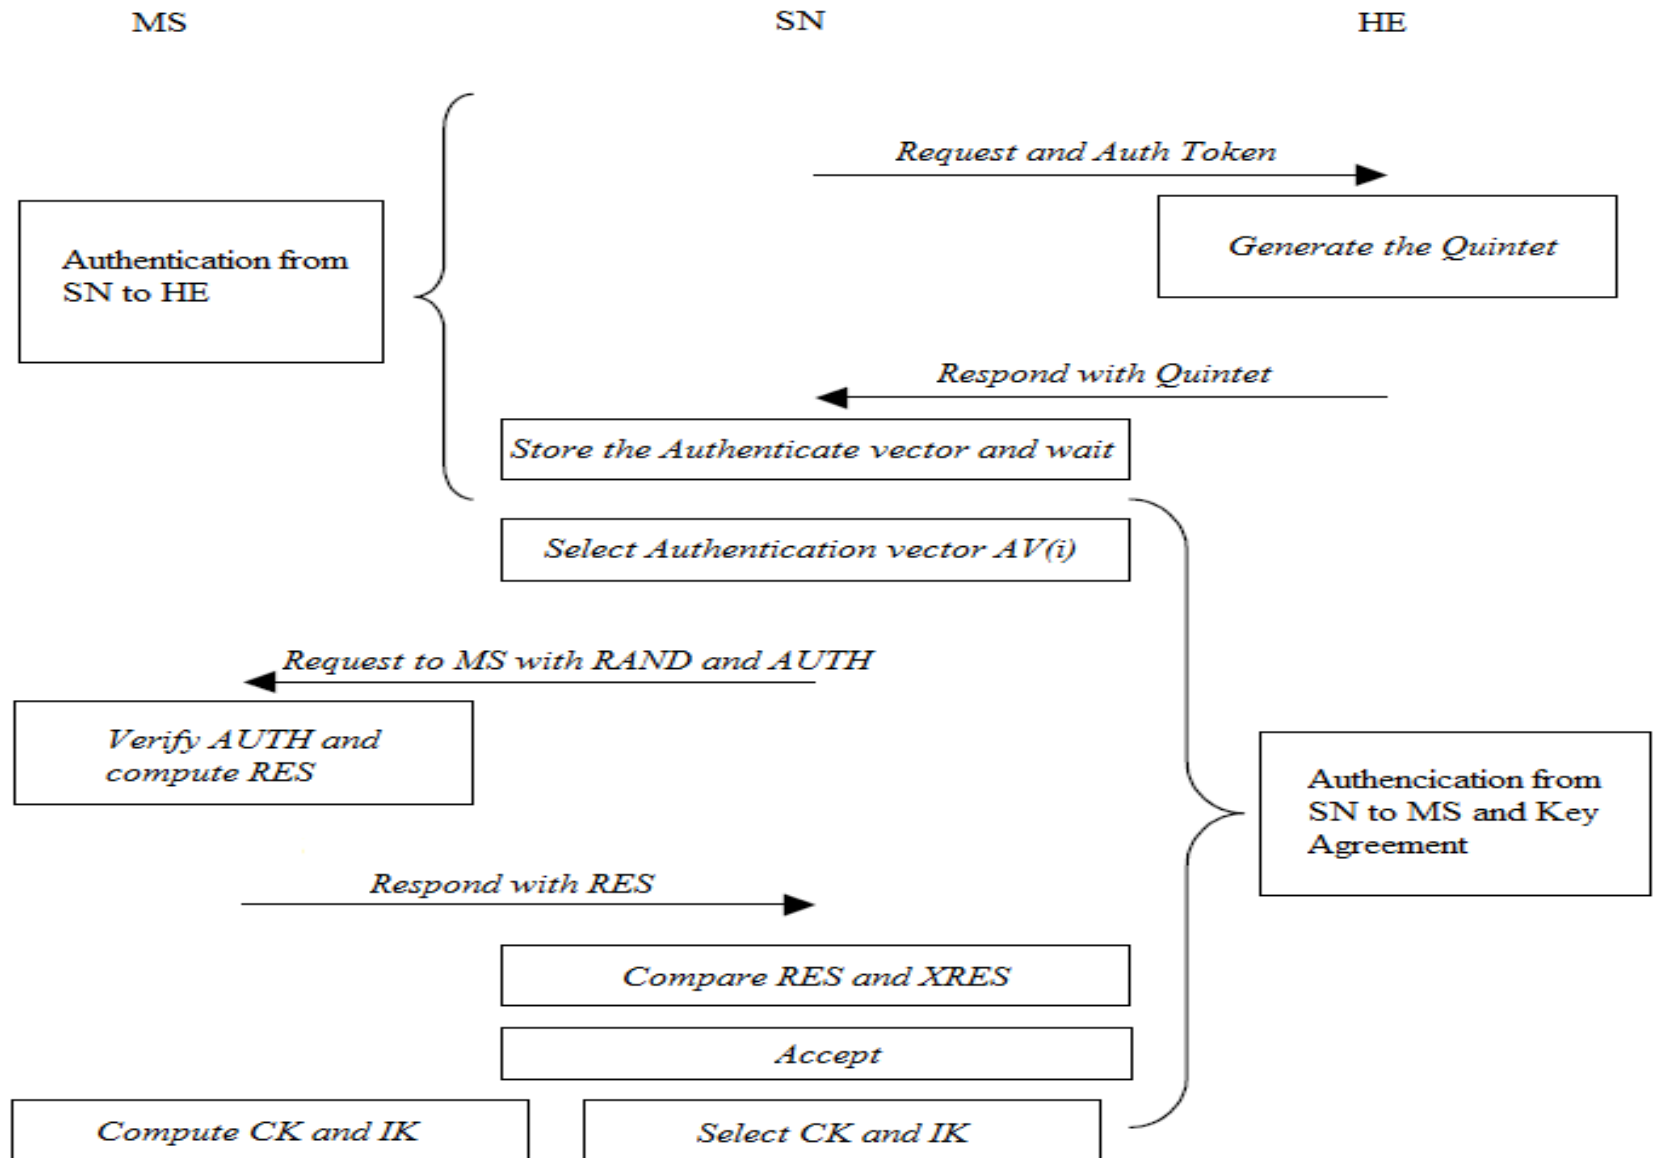 MS
SN
HE
Request and Auth Token
Generate the Quintet
Authentication from
SN to HE
Respond with Quintet
Store the Authenticate vector and wait
Select Authentication vector AV(i)
Request to MS with RAND and AUTH
Verify AUTH and
compute RES
Authencication from
SN to MS and Key
Agreement
Respond with RES
Compare RES and XRES
Accept
Compute CK and IK
Select CK and IK